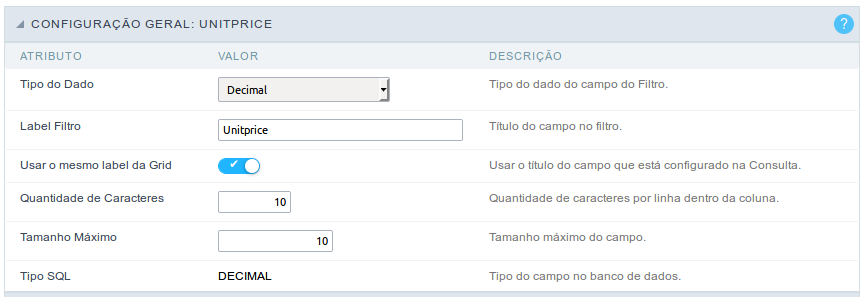 CONFIGURAÇÃO GERAL: UNITPRICE ?
ATRIBUTO VALOR DESCRIÇÃO
Tipo do Dado Decimal Tipo do dado do campo do Filtro.
Label Filtro Unitprice Título do campo no filtro.
Usar o mesmo label da Grid Usar o título do campo que está configurado na Consulta.
Quantidade de Caracteres 10 Quantidade de caracteres por linha dentro da coluna.
Tamanho Máximo 10 Tamanho máximo do campo.
Tipo SQL DECIMAL Tipo do campo no banco de dados.